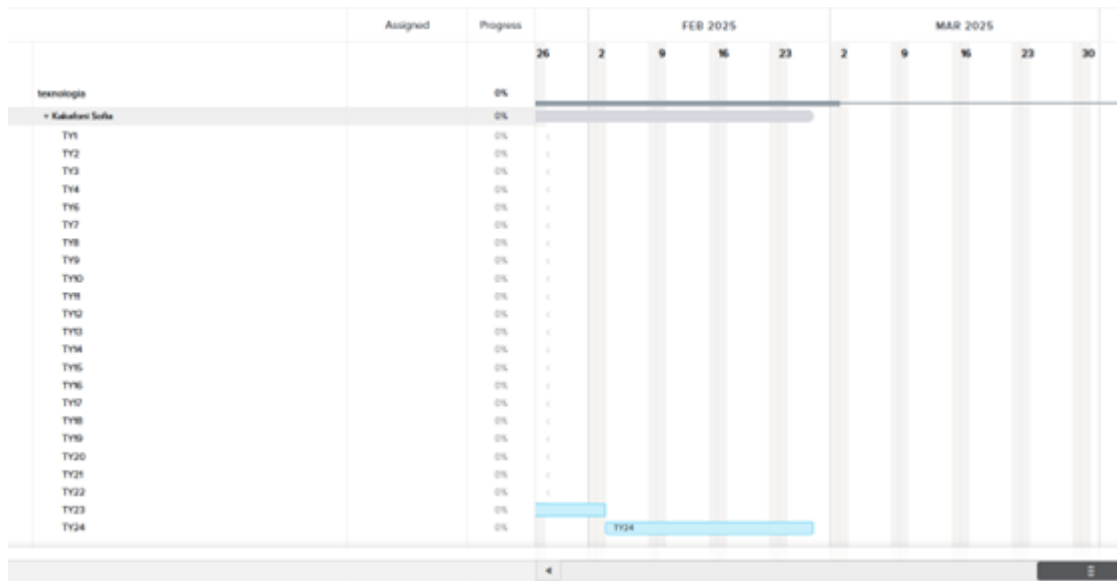 Assigned Progress FEB 2025 MAR 2025
26 2 9 16 23 2 9 16 23 30
texnologia 0%
Kakafoni Sofia 0%
TY1 0%
TY2 0%
TY3 0%
TY4 0%
TY6 0%
TY7 0%
TY8 0%
TY9 0%
TY10 0%
TY11 0%
TY12 0%
TY13 0%
TY14 0%
TY15 0%
TY16 0%
TY17 0%
TY18 0%
TY19 0%
TY20 0%
TY21 0%
TY22 0%
TY23 0%
TY24 0% TY24